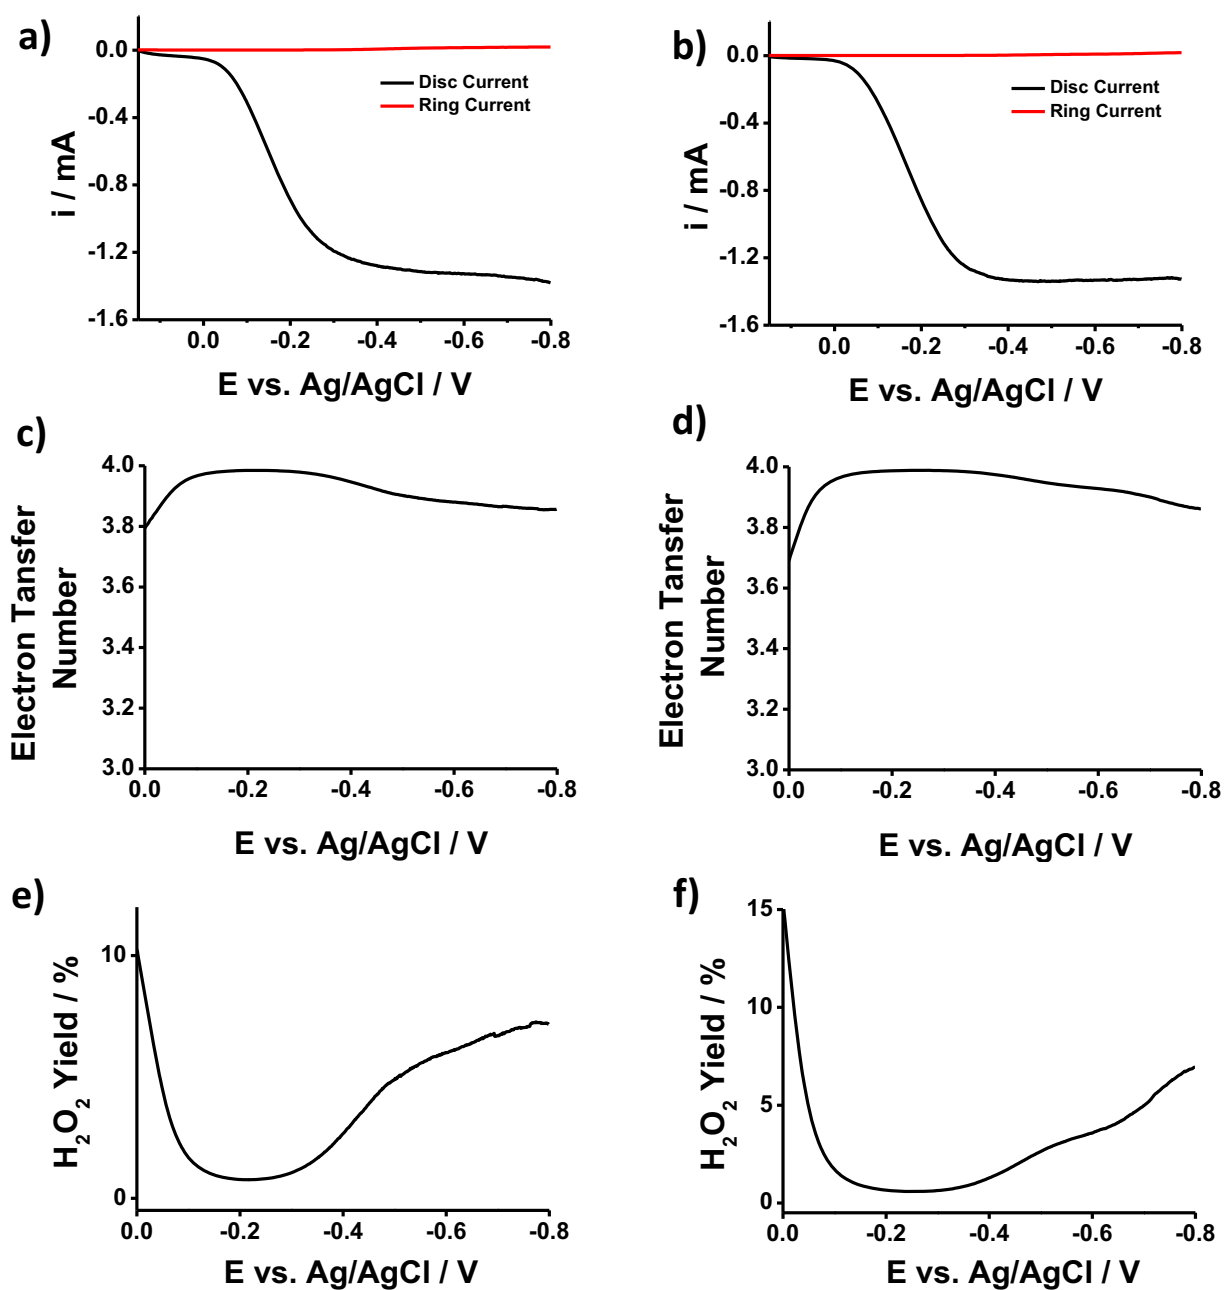 a)
0.0
-0.4
-0.8
-1.2
-1.6
i / mA
Disc Current
Ring Current
0.0 -0.2 -0.4 -0.6 -0.8
E vs. Ag/AgCl / V
b)
0.0
-0.4
-0.8
-1.2
-1.6
i / mA
Disc Current
Ring Current
0.0 -0.2 -0.4 -0.6 -0.8
E vs. Ag/AgCl / V
c)
4.0
3.8
3.6
3.4
3.2
3.0
Electron Tansfer
Number
0.0 -0.2 -0.4 -0.6 -0.8
E vs. Ag/AgCl / V
d)
4.0
3.8
3.6
3.4
3.2
3.0
Electron Tansfer
Number
0.0 -0.2 -0.4 -0.6 -0.8
E vs. Ag/AgCl / V
e)
10
0
H₂O₂ Yield / %
0.0 -0.2 -0.4 -0.6 -0.8
E vs. Ag/AgCl / V
f)
15
10
5
0
H₂O₂ Yield / %
0.0 -0.2 -0.4 -0.6 -0.8
E vs. Ag/AgCl / V